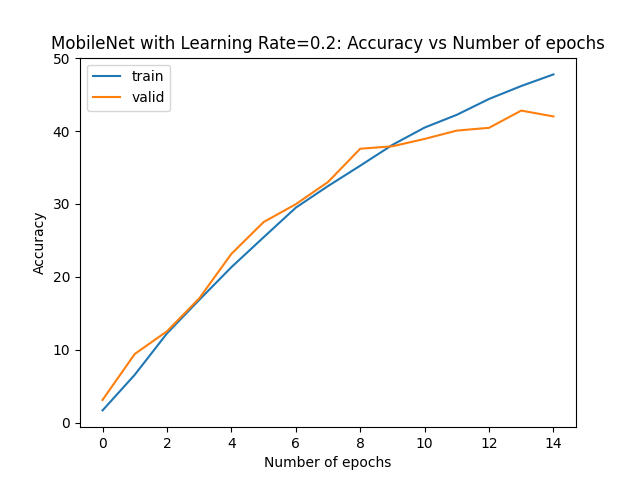 MobileNet with Learning Rate=0.2: Accuracy vs Number of epochs
50
train
valid
40
30
Accuracy
20
10
0
0 2 4 6 8 10 12 14
Number of epochs